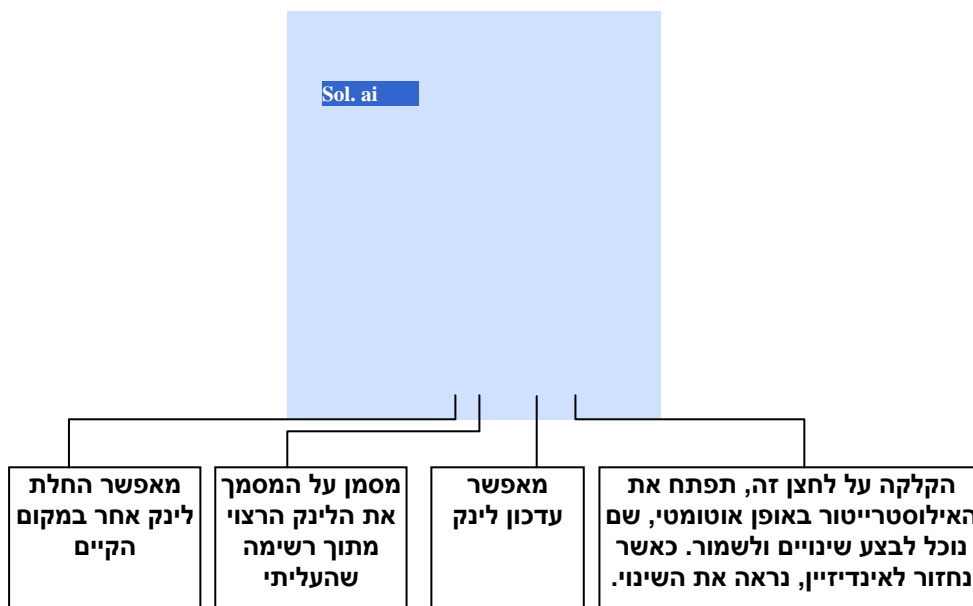 Sol. ai
הקלקה על לחצן זה, תפתח את
האילוסטרייטור באופן אוטומטי, שם
נוכל לבצע שינויים ולשמור. כאשר
נחזור לאינדיזיין, נראה את השינוי.
מאפשר
עדכון לינק
מסמן על המסמך
את הלינק הרצוי
מתוך רשימה
שהעליתי
מאפשר החלת
לינק אחר במקום
הקיים